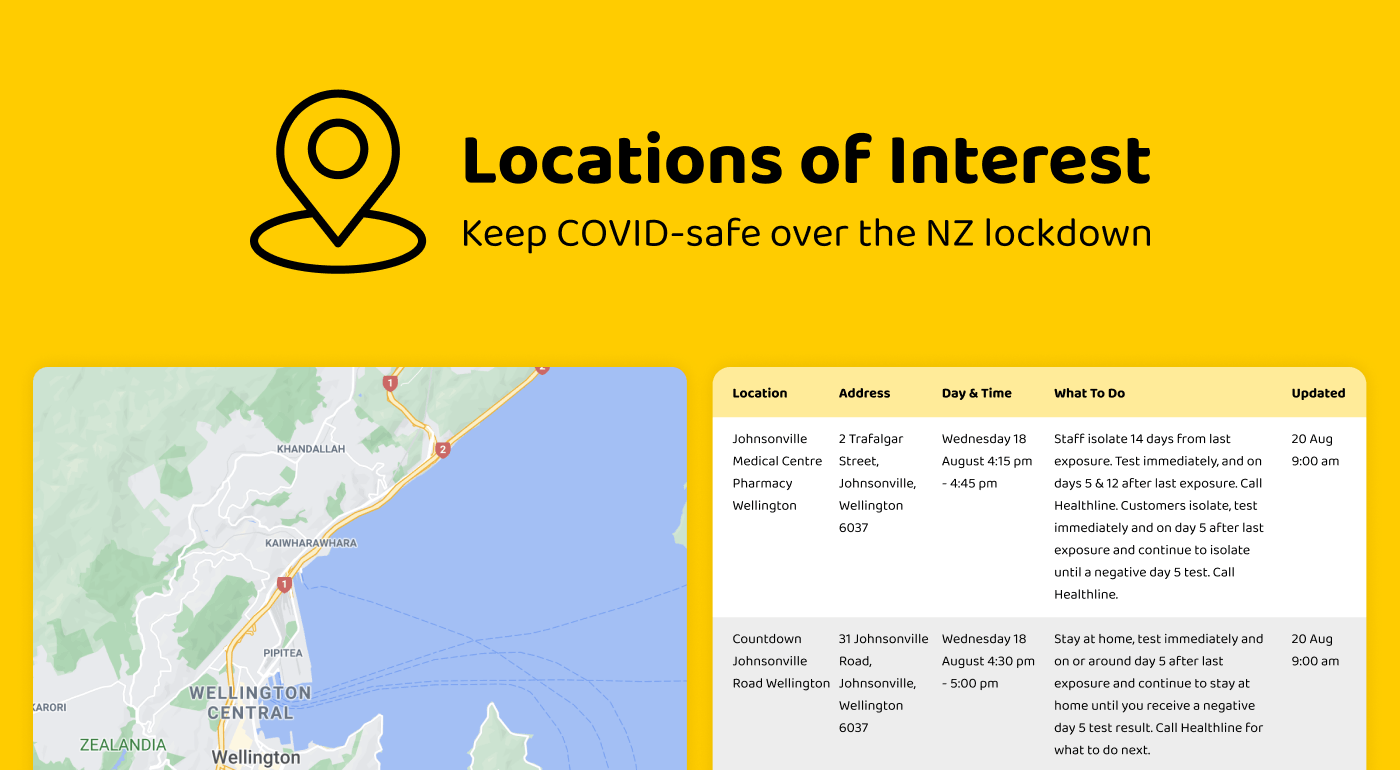 Locations of Interest
Keep COVID-safe over the NZ lockdown
1
2
2
KHANDALLAH
KAIWHARAWHARA
1
PIPITEA
WELLINGTON
CENTRAL
KARORI
ZEALANDIA
Wellington
Location Address Day & Time What To Do Updated
Johnsonville 2 Trafalgar Wednesday 18 Staff isolate 14 days from last 20 Aug
Medical Centre Street, August 4:15 pm exposure. Test immediately, and on 9:00 am
Pharmacy Johnsonville, - 4:45 pm days 5 & 12 after last exposure. Call
Wellington Wellington Healthline. Customers isolate, test
6037 immediately and on day 5 after last
exposure and continue to isolate
until a negative day 5 test. Call
Healthline.
Countdown 31 Johnsonville Wednesday 18 Stay at home, test immediately and 20 Aug
Johnsonville Road, August 4:30 pm on or around day 5 after last 9:00 am
Road Wellington Johnsonville, - 5:00 pm exposure and continue to stay at
Wellington home until you receive a negative
6037 day 5 test result. Call Healthline for
what to do next.